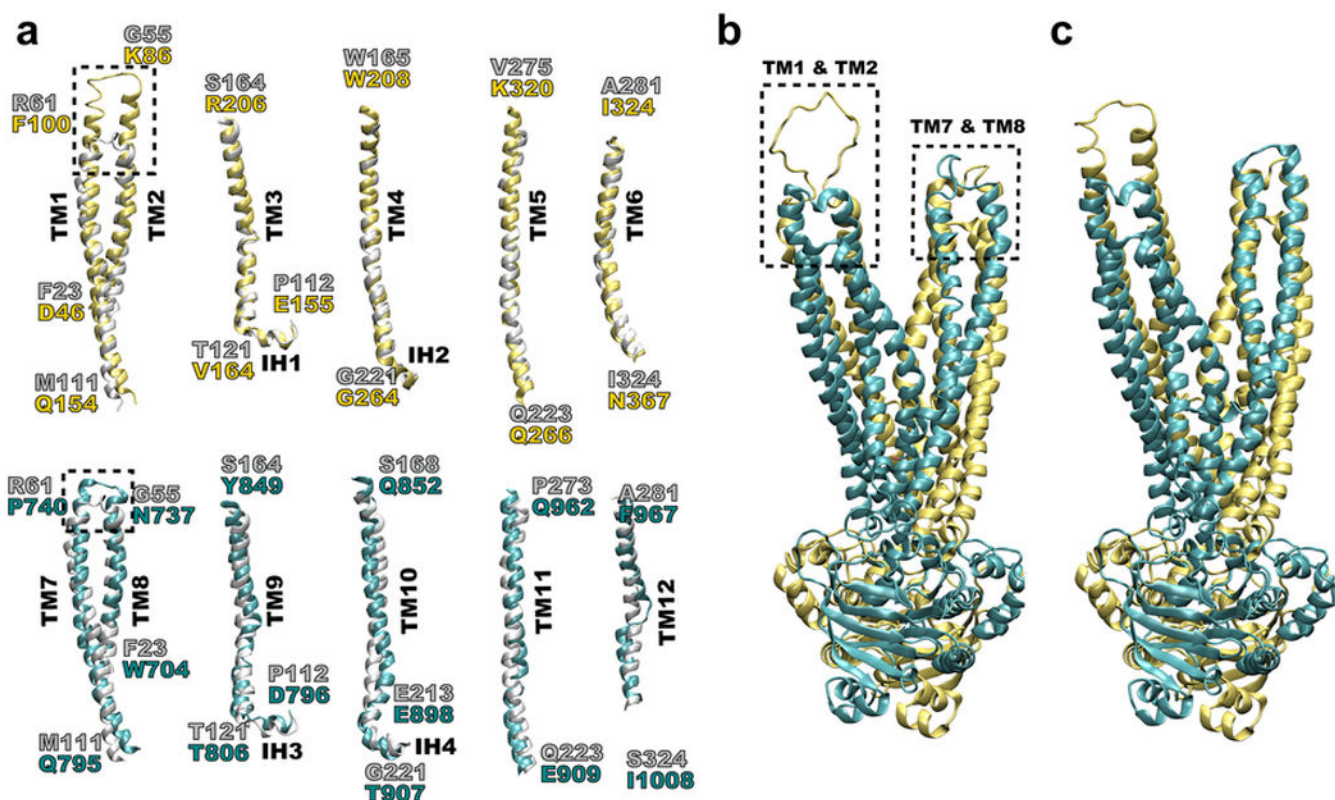 a
G55
K86
R61
F100
TM1
TM2
F23
D46
M111
Q154
S164
R206
TM3
P112
E155
T121
V164
IH1
W165
W208
TM4
IH2
G221
G264
V275
K320
TM5
Q223
Q266
A281
I324
TM6
I324
N367
R61
P740
G55
N737
TM7
TM8
F23
W704
M111
Q795
S164
Y849
TM9
P112
D796
T121
T806
IH3
S168
Q852
TM10
E213
E898
IH4
G221
T907
P273
Q962
TM11
Q223
E909
A281
F967
TM12
S324
I1008
b
TM1 & TM2
TM7 & TM8
c